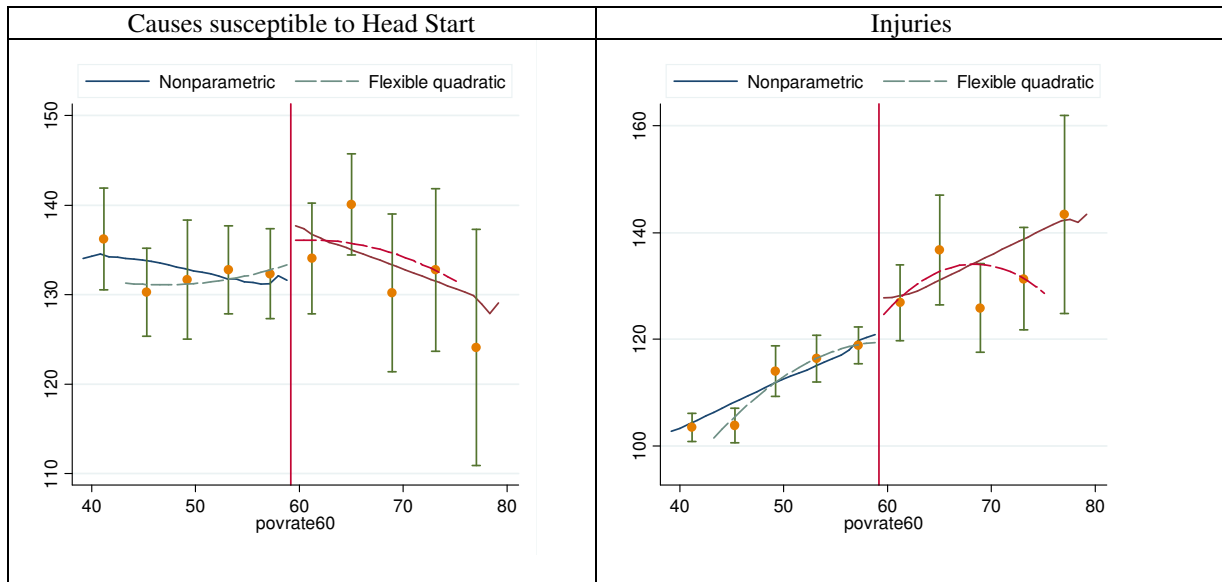 Causes susceptible to Head Start
Injuries
Nonparametric
Flexible quadratic
150
140
130
120
110
40 50 60 70 80
povrate60
Nonparametric
Flexible quadratic
160
140
120
100
40 50 60 70 80
povrate60